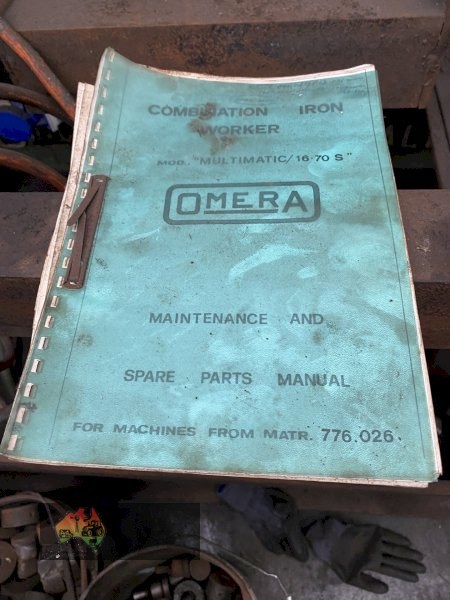 COMBINATION IRON
WORKER
MOD. "MULTIMATIC/16-70 S"
OMERA
MAINTENANCE AND
SPARE PARTS MANUAL
FOR MACHINES FROM MATR. 776.026